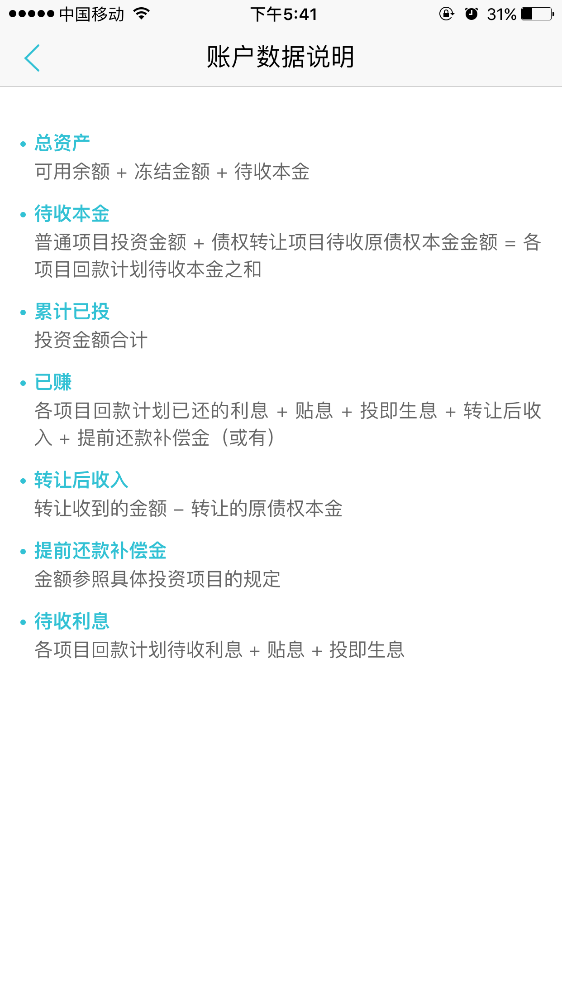 中国移动
下午5:41
31%
账户数据说明
• 总资产
可用余额 + 冻结金额 + 待收本金
• 待收本金
普通项目投资金额 + 债权转让项目待收原债权本金金额 = 各
项目回款计划待收本金之和
• 累计已投
投资金额合计
• 已赚
各项目回款计划已还的利息 + 贴息 + 投即生息 + 转让后收
入 + 提前还款补偿金（或有）
• 转让后收入
转让收到的金额 – 转让的原债权本金
• 提前还款补偿金
金额参照具体投资项目的规定
• 待收利息
各项目回款计划待收利息 + 贴息 + 投即生息